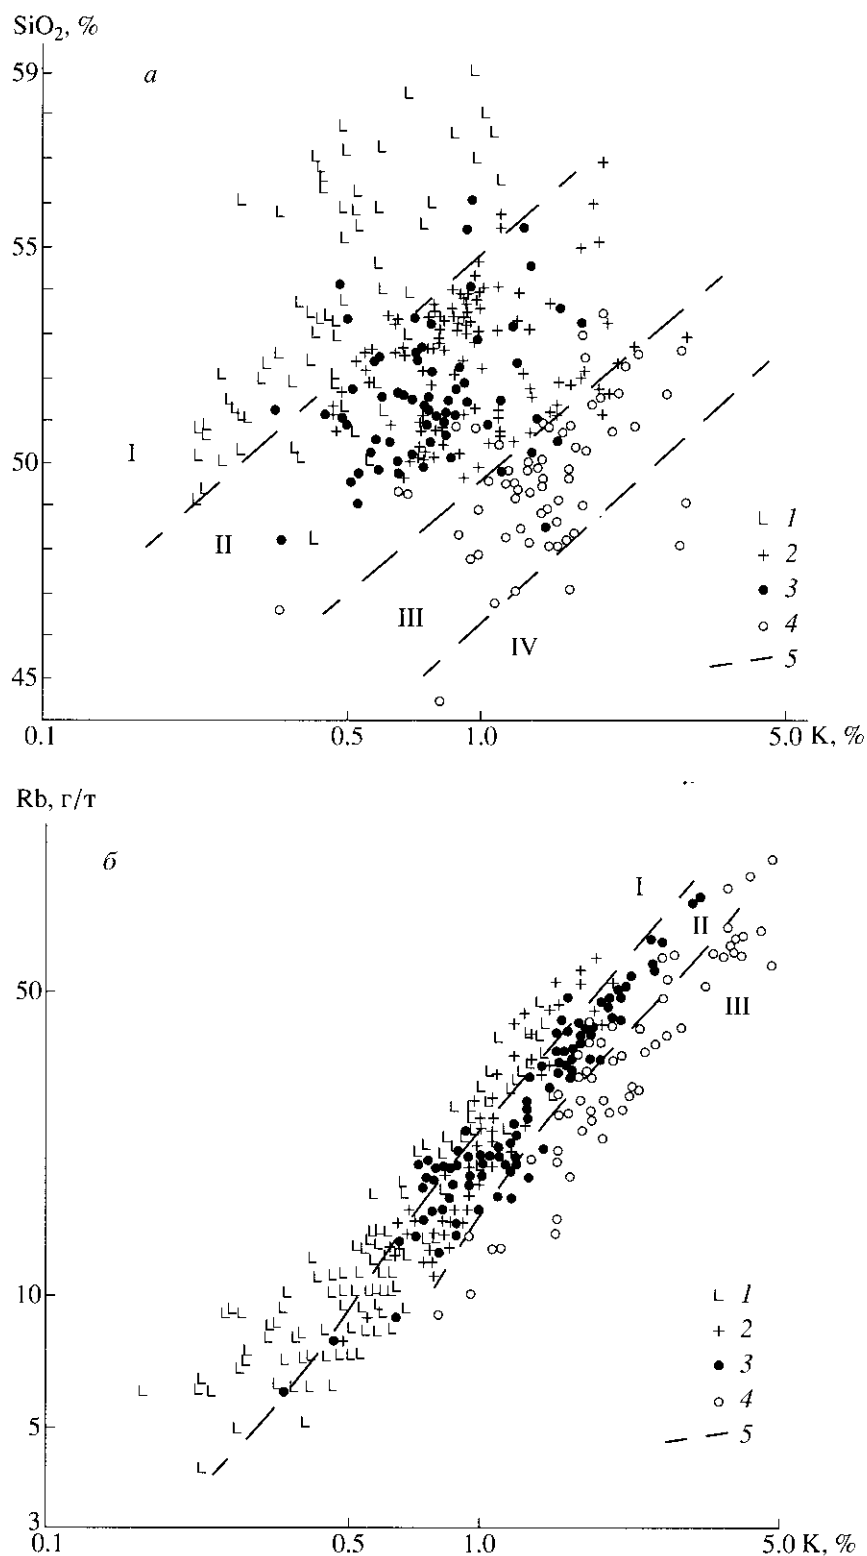 SiO₂, %
а
59
55
50
45
I
II
III
IV
1
2
3
4
5
0.1 0.5 1.0 5.0 K, %
Rb, г/т
б
50
10
5
3
I
II
III
1
2
3
4
5
0.1 0.5 1.0 5.0 K, %